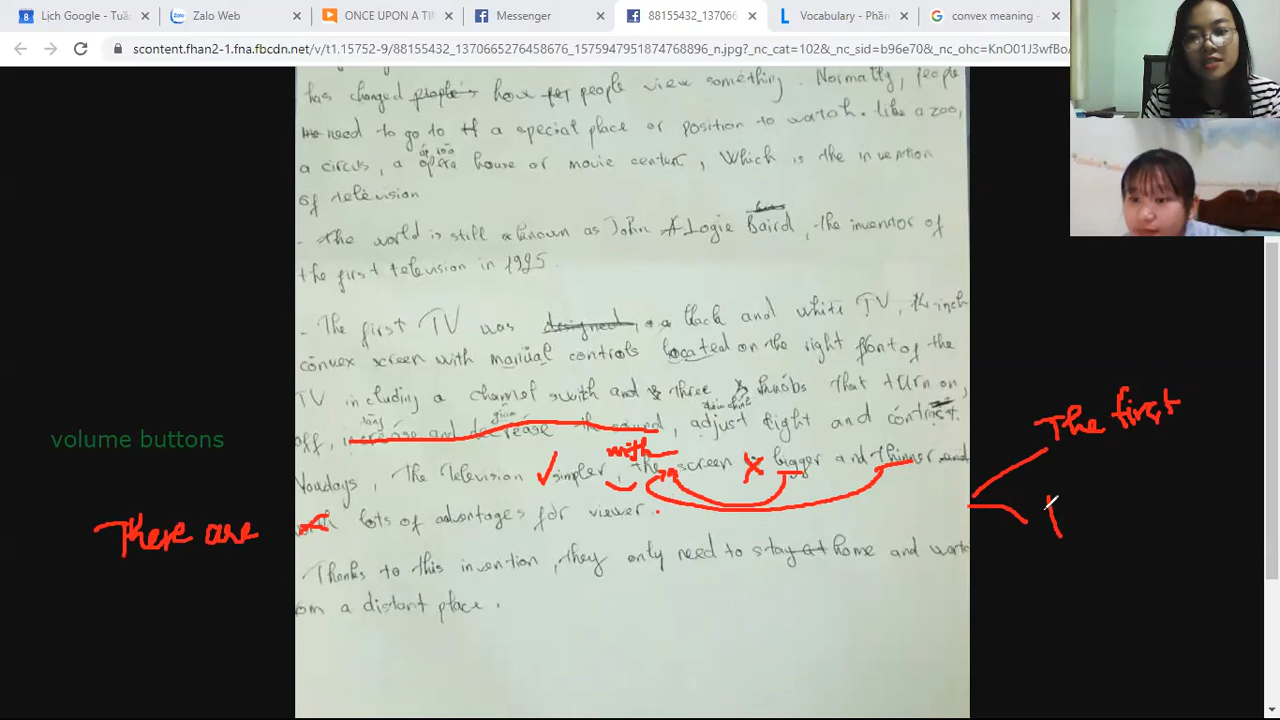 Lịch Google - Tuầ
Zalo Web
ONCE UPON A TI
Messenger
88155432_13706
Vocabulary - Phần
convex meaning -
scontent.fhan2-1.fna.fbcdn.net/v/t1.15752-9/88155432_1370665276458676_1575947951874768896_n.jpg?_nc_cat=102&_nc_sid=b96e70&_nc_ohc=KnO01J3wfBo
has changed people how people view something. Normally, people
need to go to a special place or position to watch. like a zoo,
a circus, a opera house or movie center, Which is the invention
of television
- The world is still known as John Logie Baird, the inventor of
the first television in 1925.
- The first TV was designed, a black and white TV, 14-inch
convex screen with manual controls located on the right front of the
TV including a channel swith and three knobs that turn on,
tăng giảm
off, increase and decrease the sound, adjust light and contrast.
with
Nowdays, The Television simpler, the screen bigger and thinner and
The first
volume buttons
There are lots of advantages for viewer.
Thanks to this invention, they only need to stay at home and watch
from a distant place.